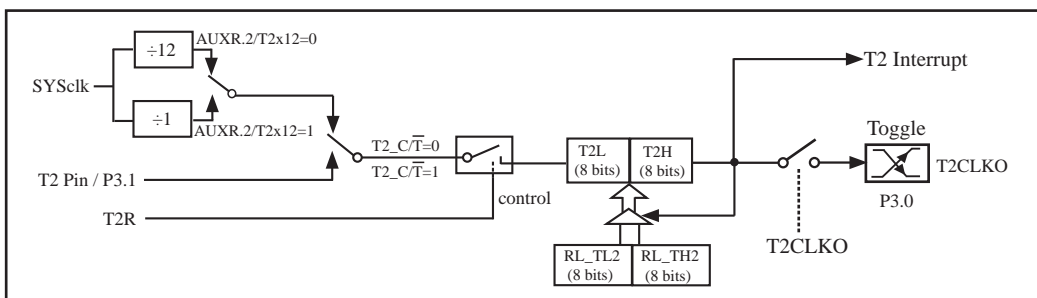 ÷12
AUXR.2/T2x12=0
SYSclk
÷1
AUXR.2/T2x12=1
T2 Pin / P3.1
T2_C/T̅=0
T2_C/T̅=1
T2R
control
T2L
(8 bits)
T2H
(8 bits)
RL_TL2
(8 bits)
RL_TH2
(8 bits)
T2 Interrupt
Toggle
T2CLKO
P3.0
T2CLKO